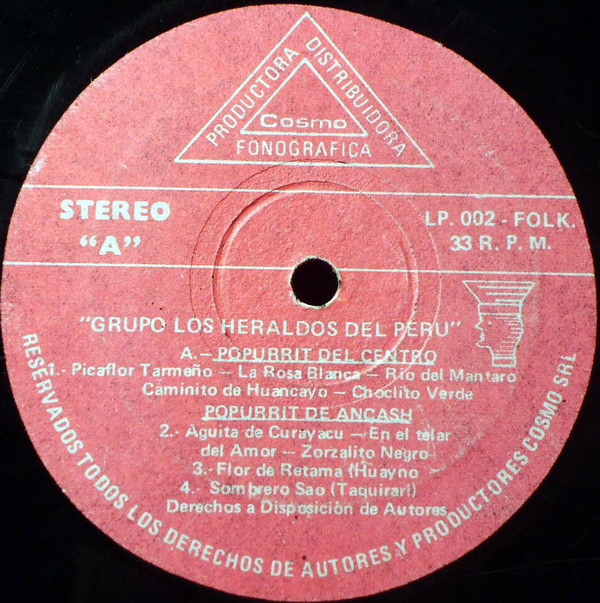 PRODUCTORA DISTRIBUIDORA
Cosmo
FONOGRAFICA
STEREO
"A"
LP. 002 - FOLK.
33 R. P. M.
"GRUPO LOS HERALDOS DEL PERU"
A.- POPURRIT DEL CENTRO
1.- Picaflor Tarmeño - La Rosa Blanca - Rio del Mantaro
Caminito de Huancayo - Choclito Verde
POPURRIT DE ANCASH
2.- Aguita de Curayacu - En el telar
del Amor - Zorzalito Negro
3.- Flor de Retama (Huayno
4.- Sombrero Sao (Taquirari)
Derechos a Disposición de Autores
RESERVADOS TODOS LOS DERECHOS DE AUTORES Y PRODUCTORES COSMO SRL